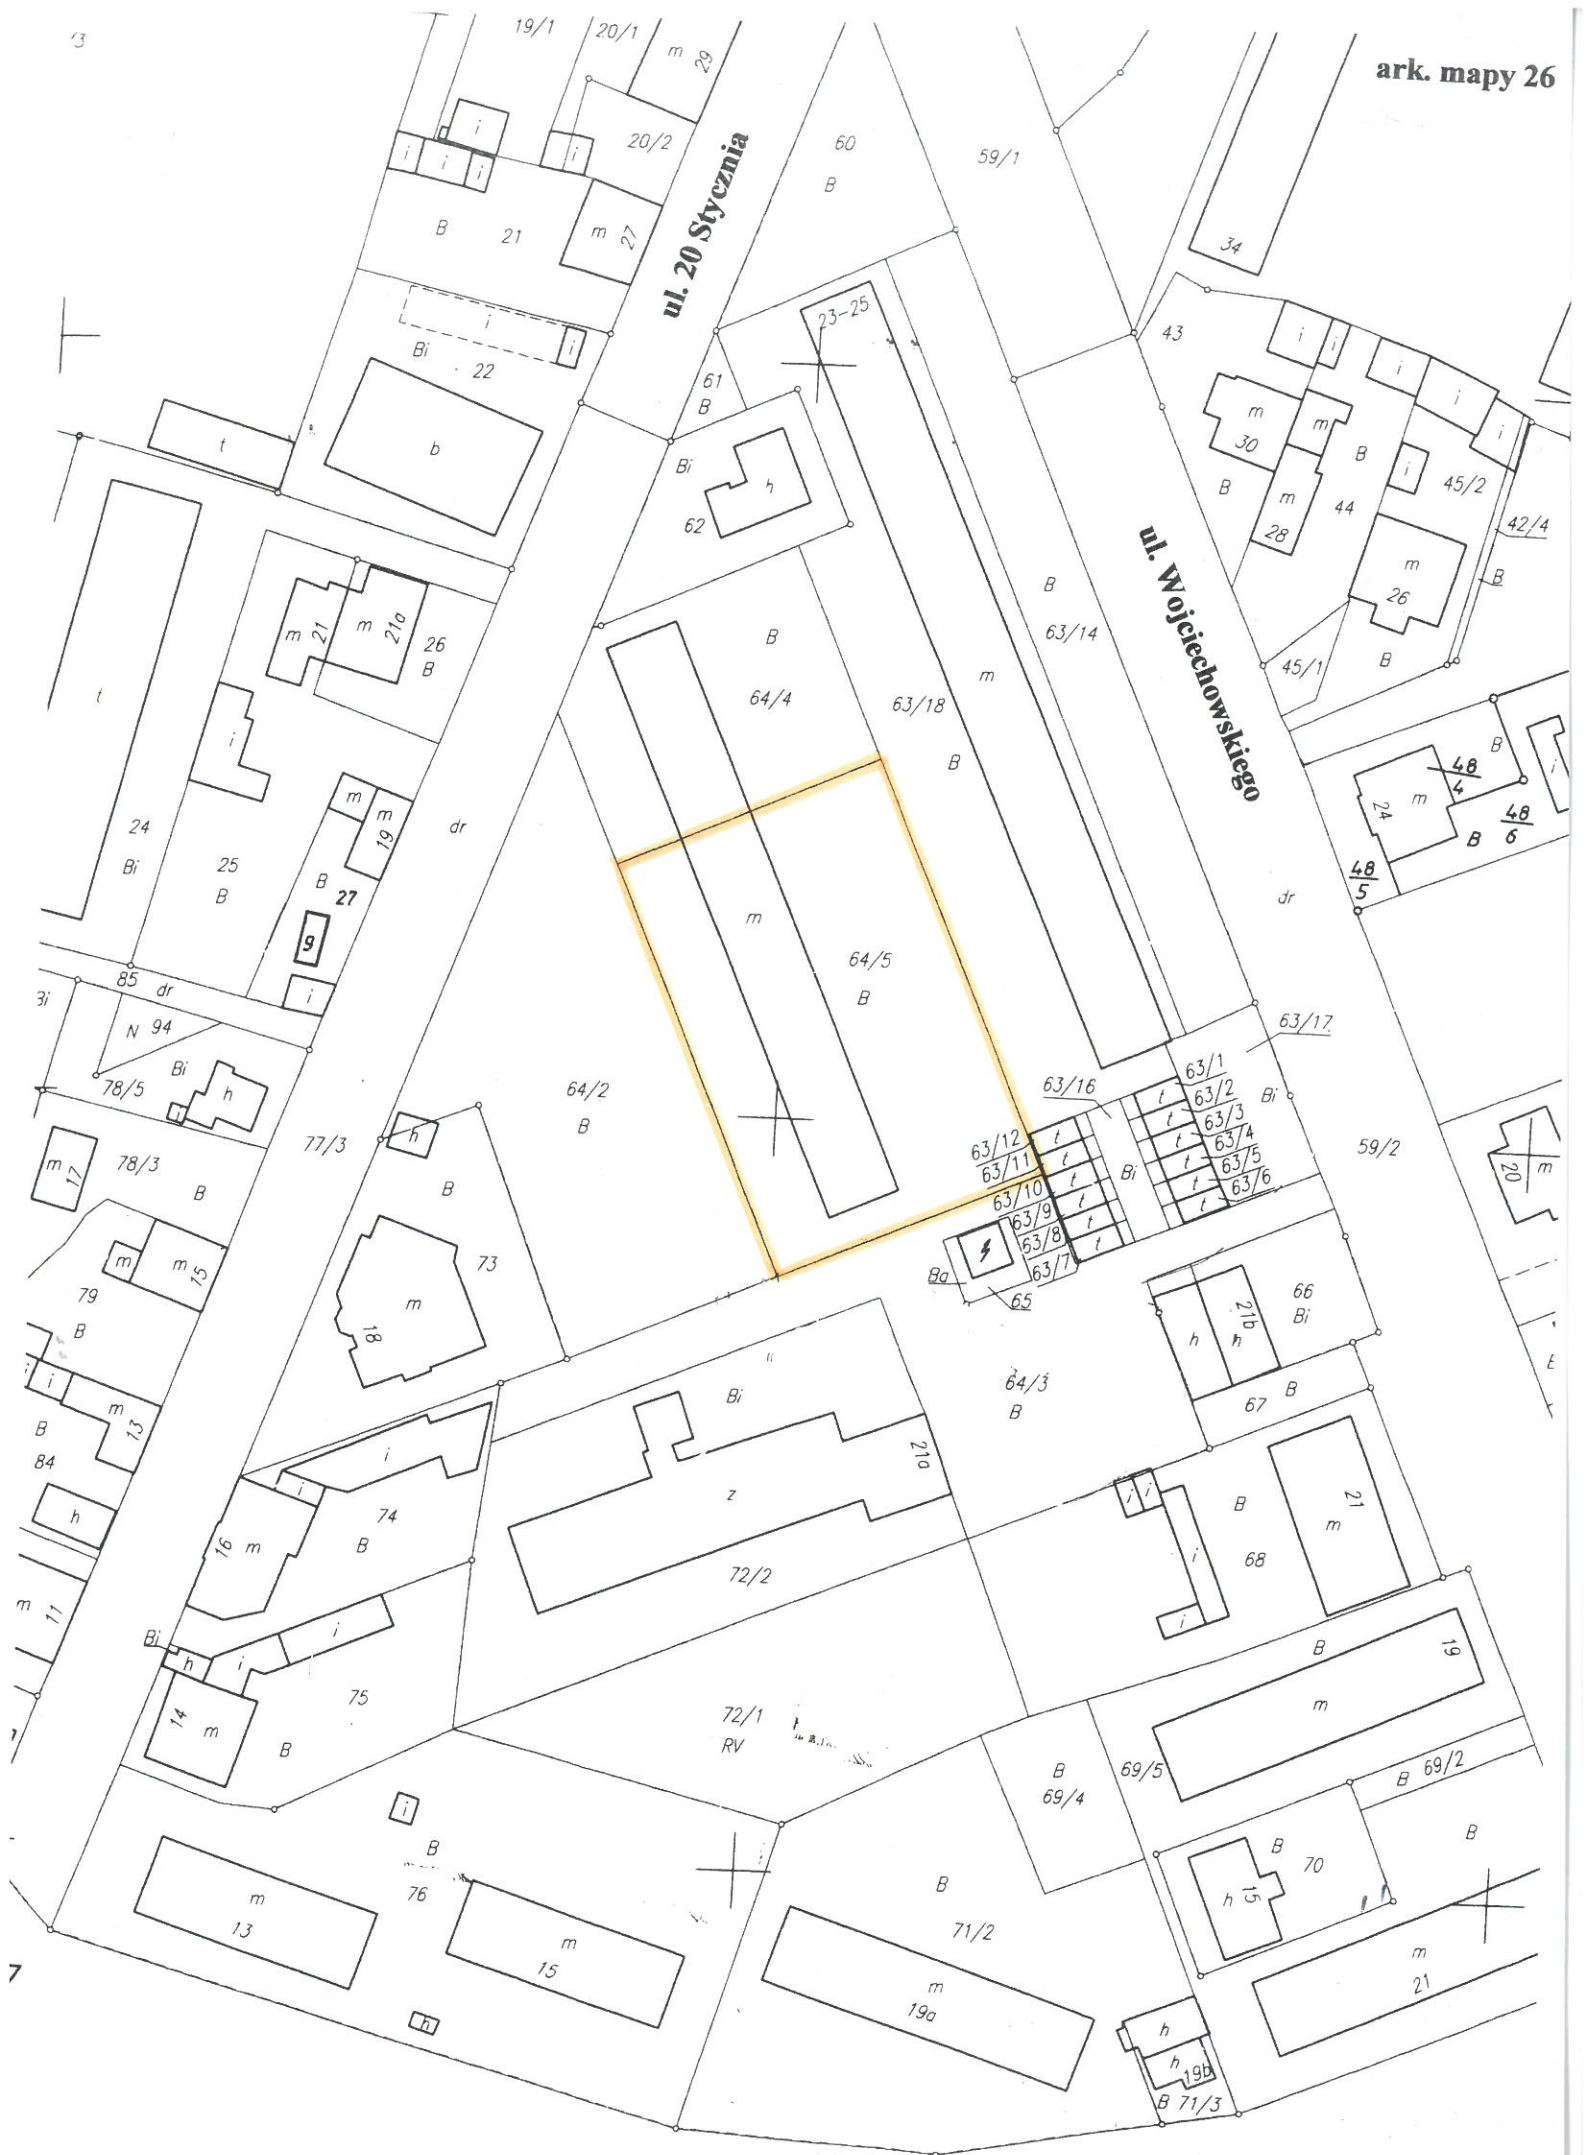 ark. mapy 26
ul. 20 Stycznia
ul. Wojciechowskiego
19/1
20/1
m
29
i
i
i
i
i
20/2
B
21
m
27
60
B
59/1
34
i
i
Bi
22
b
t
61
B
23-25
43
i
i
i
i
i
m
30
m
B
44
i
45/2
42/4
B
m
28
m
26
B
45/1
B
Bi
h
62
m
21
m
21a
26
B
t
i
B
64/4
63/18
B
m
B
63/14
48/4
B
m
24
B
48/6
48/5
i
24
Bi
25
B
m
m
19
B
27
9
i
dr
dr
m
64/5
B
85
dr
N 94
Bi
78/5
h
i
77/3
64/2
B
63/17
63/16
63/1
63/2
63/3
63/4
63/5
63/6
Bi
Bi
t
t
t
t
t
t
t
t
t
t
t
63/12
63/11
63/10
63/9
63/8
63/7
59/2
20
m
m
17
78/3
B
h
B
73
m
18
m
m
15
79
B
i
m
13
B
84
h
Ba
65
66
Bi
h
21b
h
B
67
64/3
B
Bi
z
21a
72/2
i
i
16
m
74
B
m
11
i
i
i
B
68
21
m
i
Bi
h
i
i
14
m
75
B
72/1
RV
B
19
m
B
69/4
69/5
B 69/2
i
B
76
m
13
m
15
h
B
71/2
m
19a
B
70
h
15
B
m
21
h
h
19b
B 71/3
7